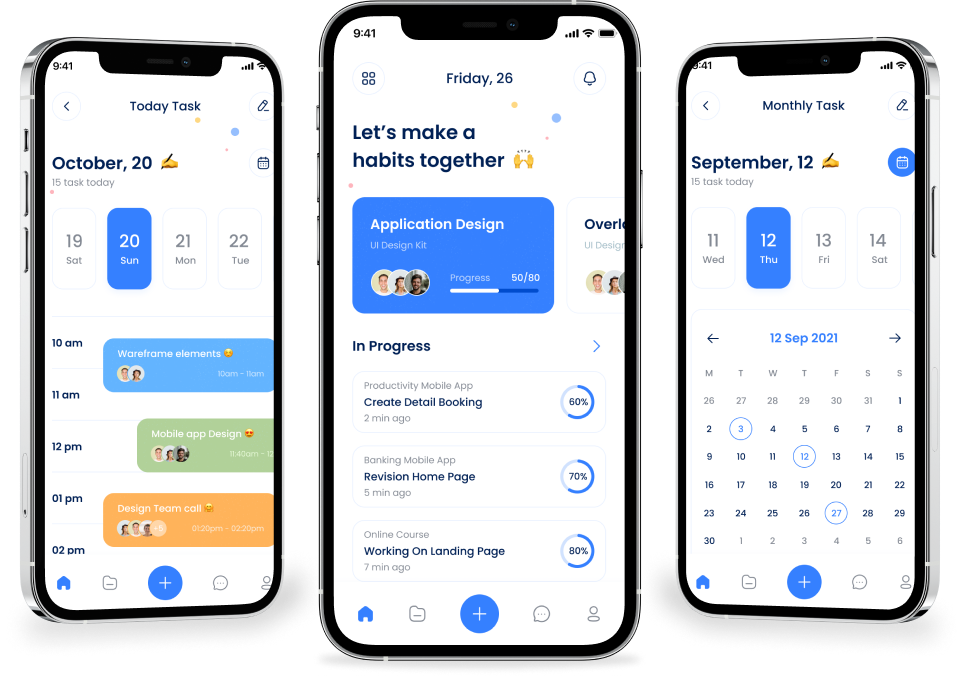 9:41
Today Task
October, 20 ✍️
15 task today
19
Sat
20
Sun
21
Mon
22
Tue
10 am
Wareframe elements 🥰
10am - 11am
11 am
Mobile app Design 😍
11:40am - 12
12 pm
01 pm
Design Team call 🤗
+5
01:20pm - 02:20pm
02 pm
9:41
Friday, 26
Let's make a
habits together 🙌
Application Design
UI Design Kit
Progress 50/80
Overl
UI Design
In Progress
Productivity Mobile App
Create Detail Booking
2 min ago
60%
Banking Mobile App
Revision Home Page
5 min ago
70%
Online Course
Working On Landing Page
7 min ago
80%
9:41
Monthly Task
September, 12 ✍️
15 task today
11
Wed
12
Thu
13
Fri
14
Sat
12 Sep 2021
M T W T F S S
26 27 28 29 30 31 1
2 3 4 5 6 7 8
9 10 11 12 13 14 15
16 17 18 19 20 21 22
23 24 25 26 27 28 29
30 1 2 3 4 5 6